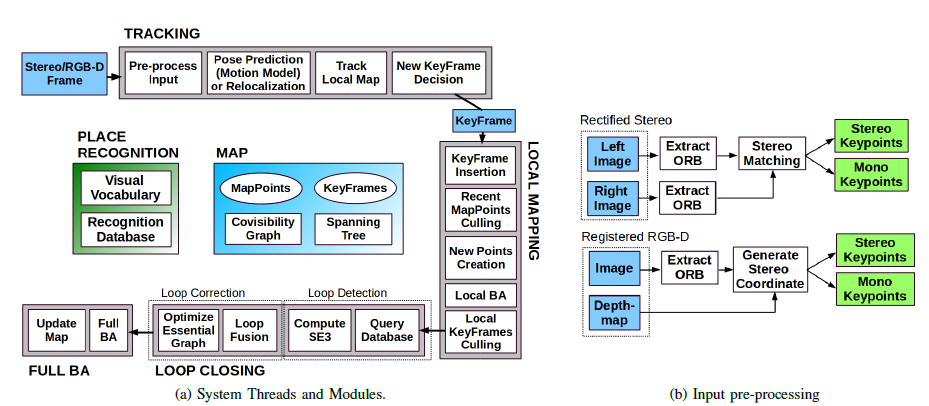 TRACKING
Stereo/RGB-D
Frame
Pre-process
Input
Pose Prediction
(Motion Model)
or Relocalization
Track
Local Map
New KeyFrame
Decision
KeyFrame
LOCAL MAPPING
KeyFrame
Insertion
Recent
MapPoints
Culling
New Points
Creation
Local BA
Local
KeyFrames
Culling
PLACE
RECOGNITION
Visual
Vocabulary
Recognition
Database
MAP
MapPoints
KeyFrames
Covisibility
Graph
Spanning
Tree
Loop Correction
Loop Detection
Optimize
Essential
Graph
Loop
Fusion
Compute
SE3
Query
Database
LOOP CLOSING
Update
Map
Full
BA
FULL BA
(a) System Threads and Modules.
Rectified Stereo
Left
Image
Extract
ORB
Stereo
Matching
Stereo
Keypoints
Mono
Keypoints
Right
Image
Extract
ORB
Registered RGB-D
Image
Extract
ORB
Generate
Stereo
Coordinate
Stereo
Keypoints
Mono
Keypoints
Depth-
map
(b) Input pre-processing